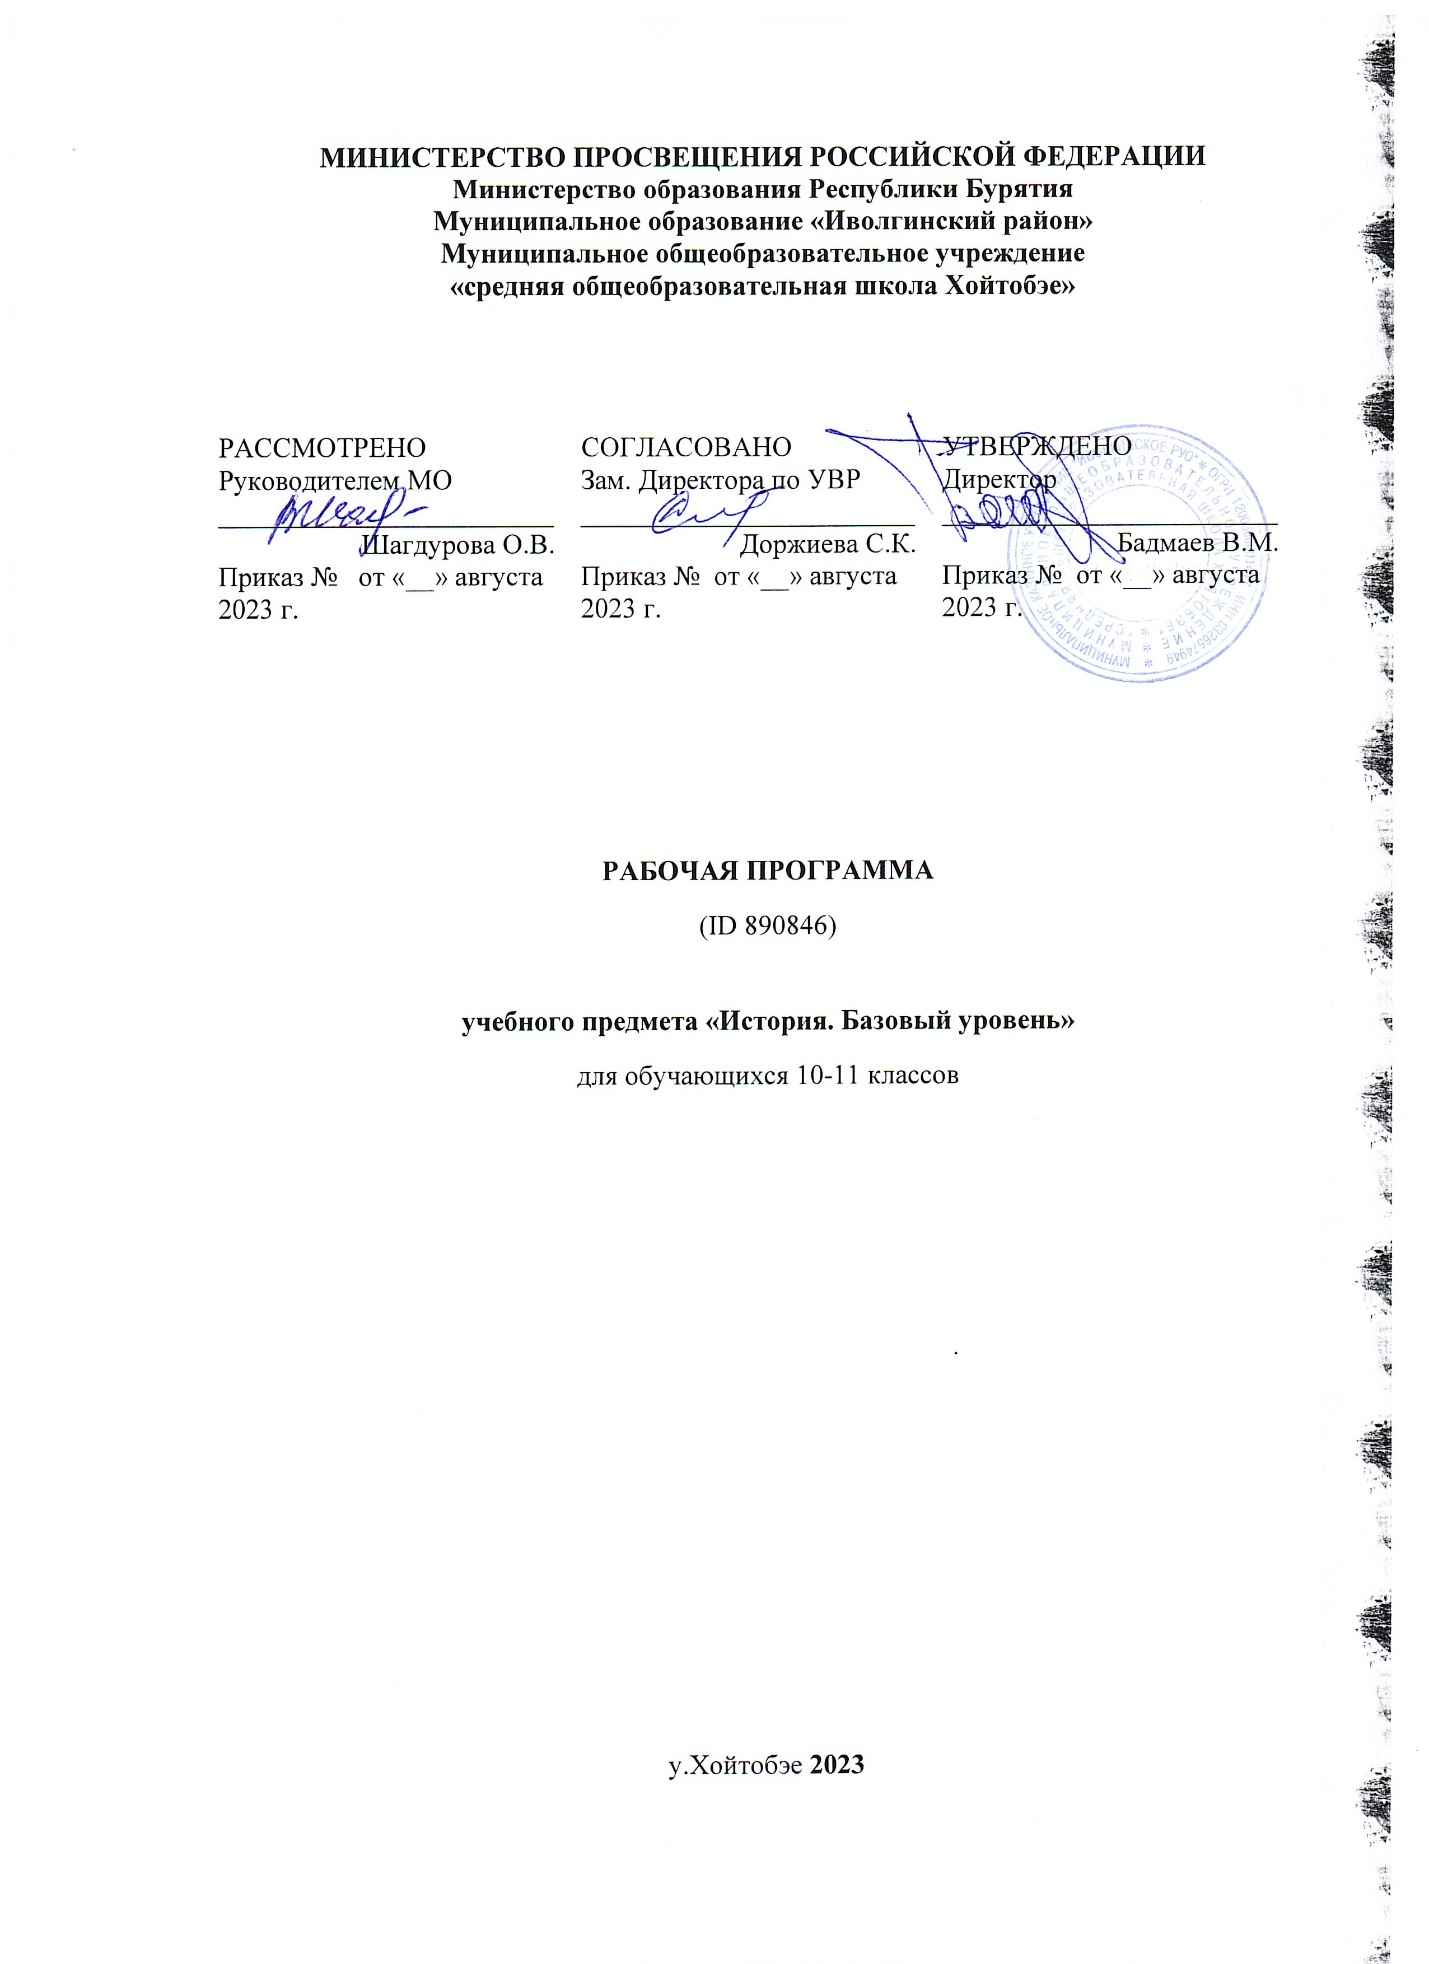 МИНИСТЕРСТВО ПРОСВЕЩЕНИЯ РОССИЙСКОЙ ФЕДЕРАЦИИ
Министерство образования Республики Бурятия
Муниципальное образование «Иволгинский район»
Муниципальное общеобразовательное учреждение
«средняя общеобразовательная школа Хойтобэе»
РАССМОТРЕНО
Руководителем МО
Шагдурова О.В.
Приказ № от «__» августа
2023 г.
СОГЛАСОВАНО
Зам. Директора по УВР
Доржиева С.К.
Приказ № от «__» августа
2023 г.
УТВЕРЖДЕНО
Директор
Бадмаев В.М.
Приказ № от «__» августа
2023 г.
РАБОЧАЯ ПРОГРАММА
(ID 890846)
учебного предмета «История. Базовый уровень»
для обучающихся 10-11 классов
у.Хойтобэе 2023